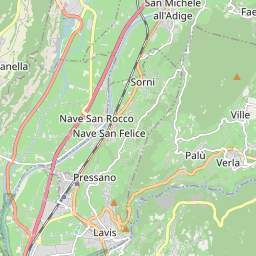 San Michele
all'Adige
Fae
anella
Sorni
Nave San Rocco
Ville
Nave San Felice
Palù
Verla
Pressano
Lavis